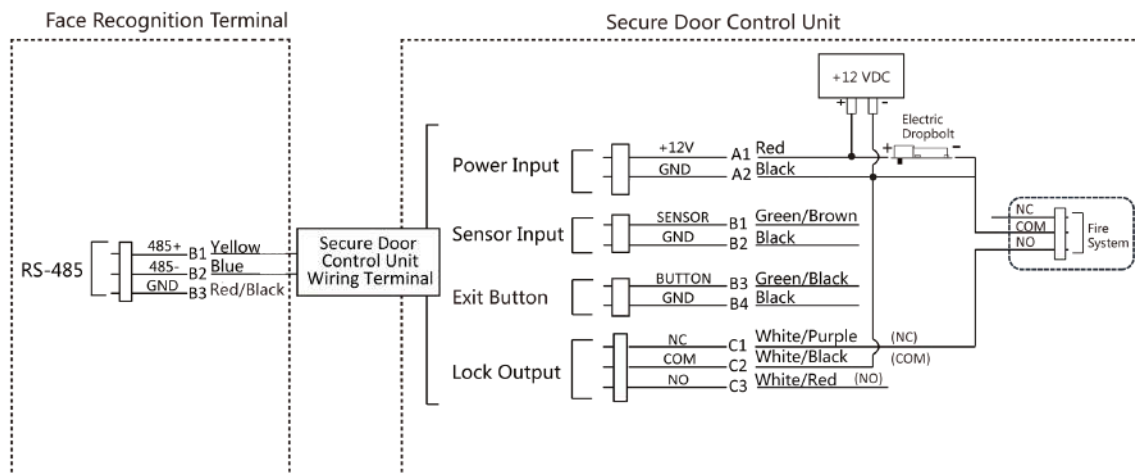 Face Recognition Terminal
Secure Door Control Unit
+12 VDC
+ -
Electric
Dropbolt
+ -
Power Input
+12V A1 Red
GND A2 Black
Sensor Input
SENSOR B1 Green/Brown
GND B2 Black
NC
COM
NO
Fire
System
RS-485
485+ B1 Yellow
485- B2 Blue
GND B3 Red/Black
Secure Door
Control Unit
Wiring Terminal
Exit Button
BUTTON B3 Green/Black
GND B4 Black
Lock Output
NC C1 White/Purple (NC)
COM C2 White/Black (COM)
NO C3 White/Red (NO)